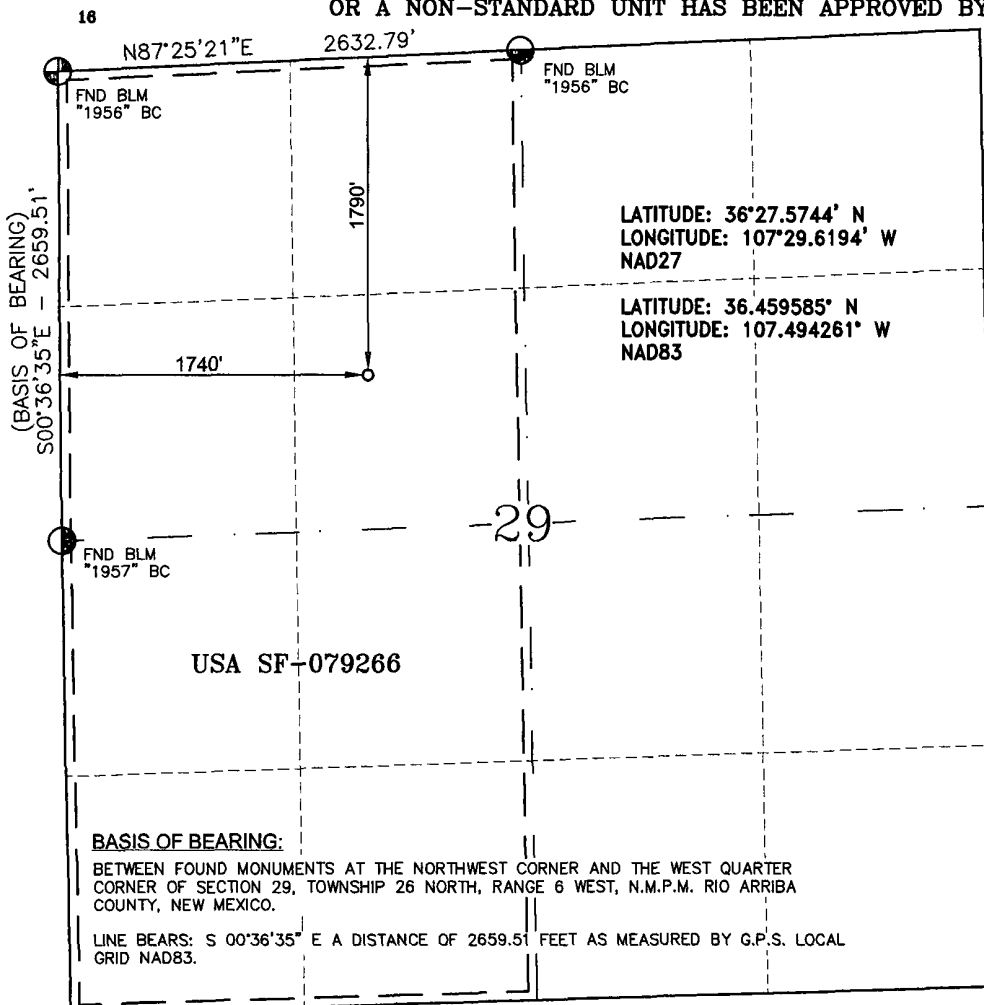 OR A NON-STANDARD UNIT HAS BEEN APPROVED BY
16
N87°25'21"E 2632.79'
FND BLM
"1956" BC
FND BLM
"1956" BC
(BASIS OF BEARING)
S00°36'35"E - 2659.51'
1790'
LATITUDE: 36°27.5744' N
LONGITUDE: 107°29.6194' W
NAD27
LATITUDE: 36.459585° N
LONGITUDE: 107.494261° W
NAD83
1740'
29
FND BLM
"1957" BC
USA SF-079266
BASIS OF BEARING:
BETWEEN FOUND MONUMENTS AT THE NORTHWEST CORNER AND THE WEST QUARTER
CORNER OF SECTION 29, TOWNSHIP 26 NORTH, RANGE 6 WEST, N.M.P.M. RIO ARRIBA
COUNTY, NEW MEXICO.
LINE BEARS: S 00°36'35" E A DISTANCE OF 2659.51 FEET AS MEASURED BY G.P.S. LOCAL
GRID NAD83.